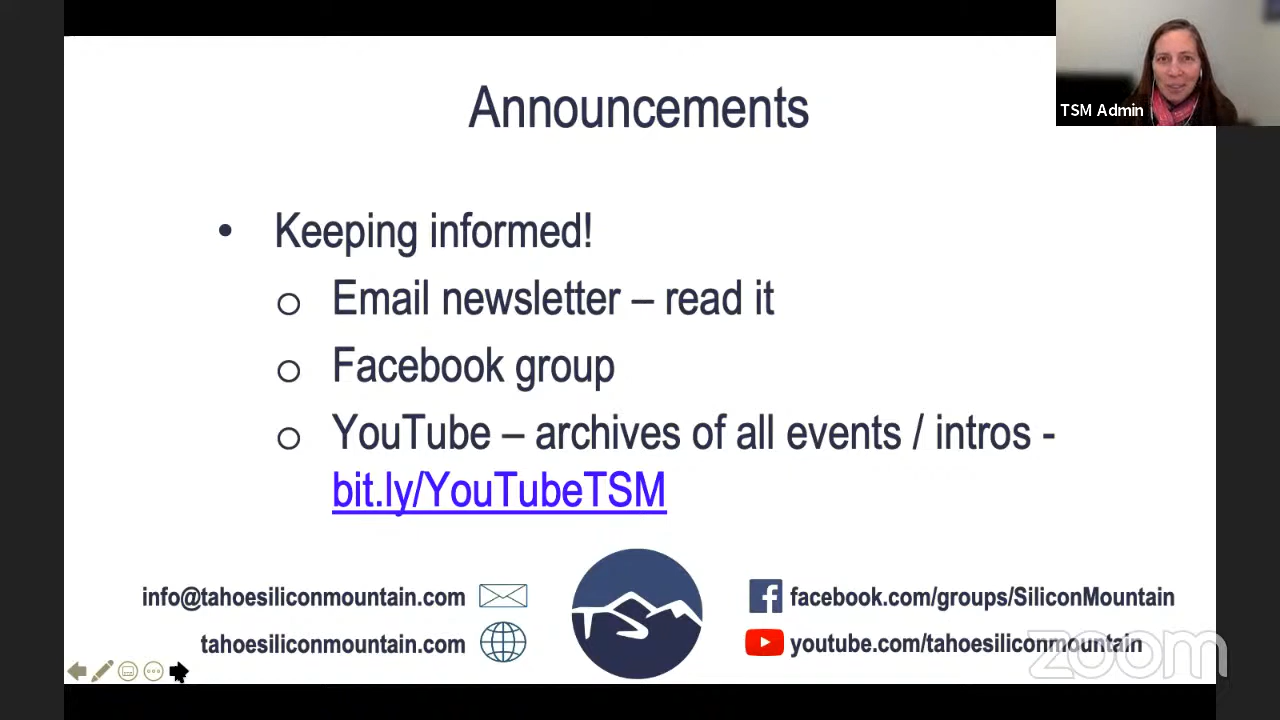 Announcements
TSM Admin
• Keeping informed!
o Email newsletter – read it
o Facebook group
o YouTube – archives of all events / intros -
bit.ly/YouTubeTSM
info@tahoesiliconmountain.com
facebook.com/groups/SiliconMountain
tahoesiliconmountain.com
youtube.com/tahoesiliconmountain
zoom